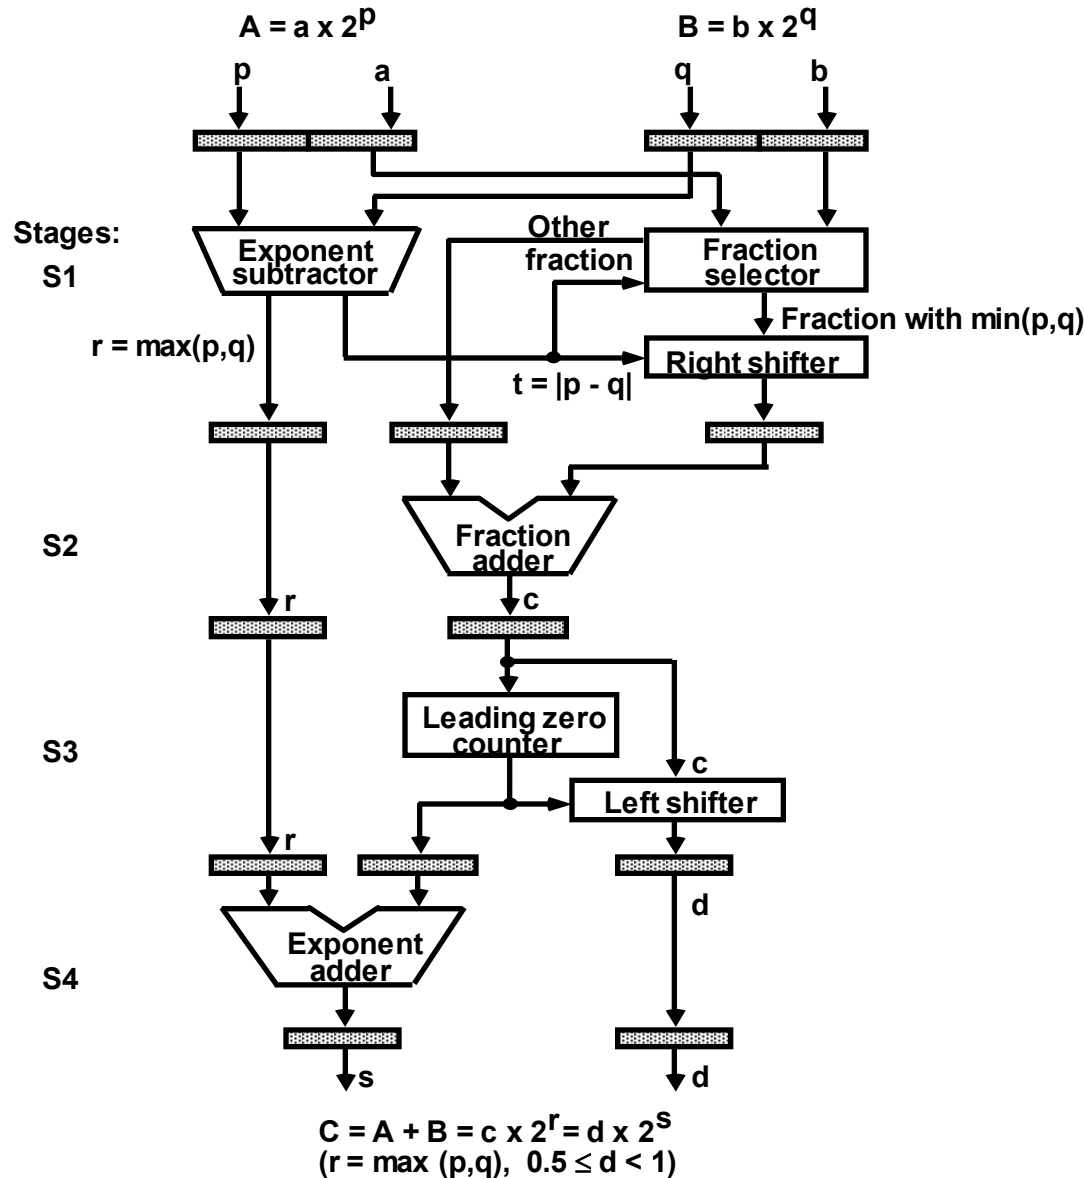 A = a x 2^p
B = b x 2^q
p
a
q
b
Stages:
S1
Exponent
subtractor
Other
fraction
Fraction
selector
Fraction with min(p,q)
r = max(p,q)
Right shifter
t = |p - q|
S2
Fraction
adder
r
c
S3
Leading zero
counter
c
Left shifter
r
d
Exponent
adder
S4
s
d
C = A + B = c x 2^r = d x 2^s
(r = max (p,q), 0.5 ≤ d < 1)